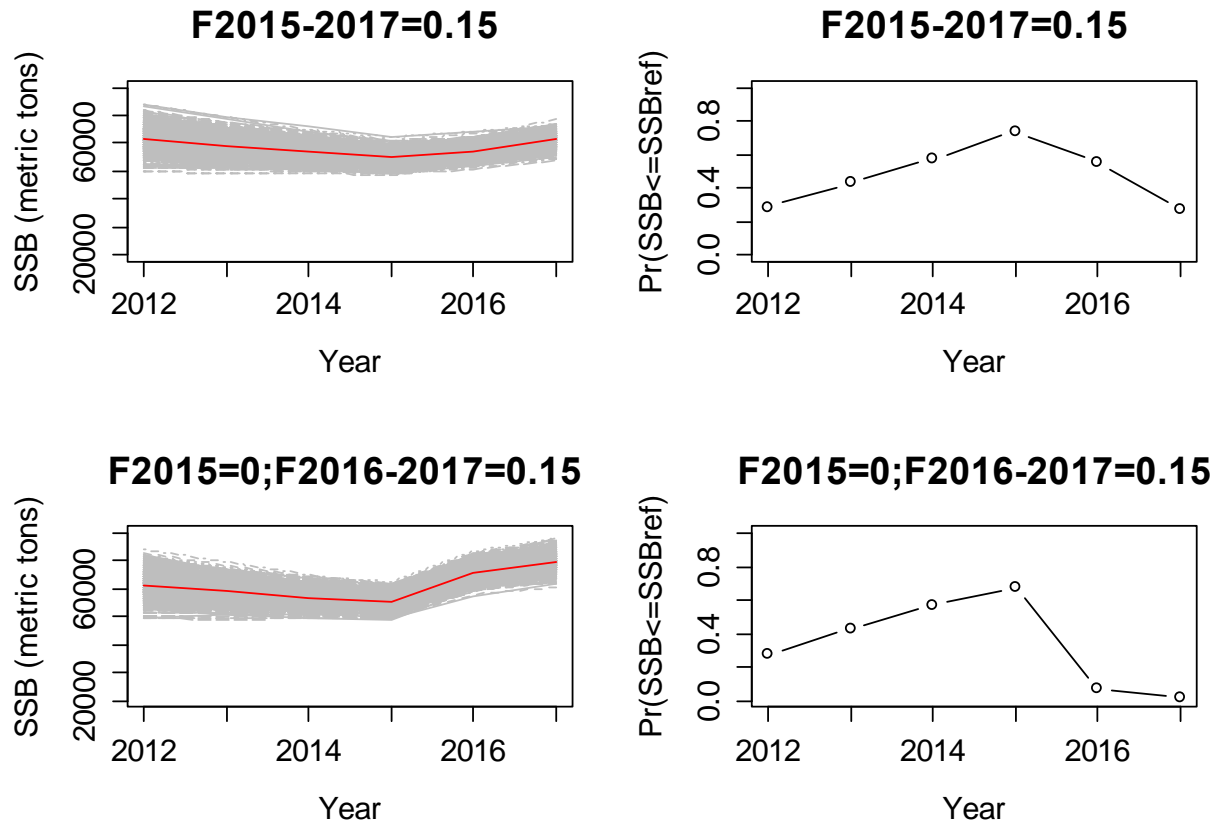 F2015-2017=0.15
SSB (metric tons)
20000
60000
2012
2014
2016
Year
F2015-2017=0.15
Pr(SSB<=SSBref)
0.0
0.4
0.8
2012
2014
2016
Year
F2015=0;F2016-2017=0.15
SSB (metric tons)
20000
60000
2012
2014
2016
Year
F2015=0;F2016-2017=0.15
Pr(SSB<=SSBref)
0.0
0.4
0.8
2012
2014
2016
Year